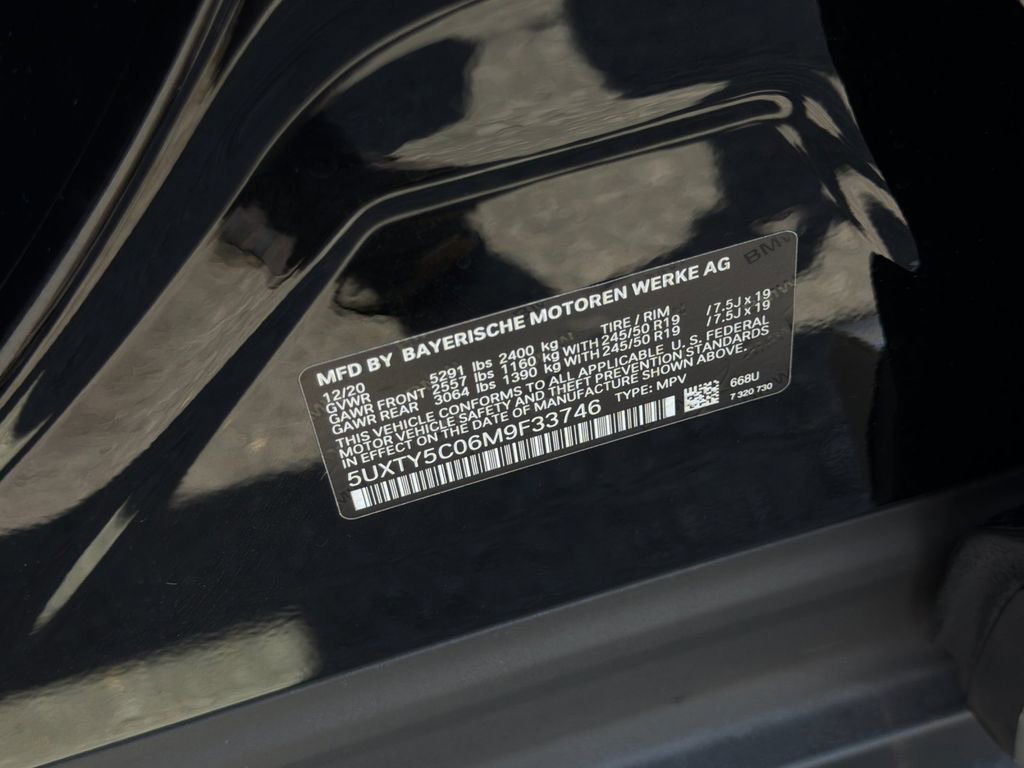 MFD BY BAYERISCHE MOTOREN WERKE AG
12/20 TIRE / RIM
GVWR 5291 lbs 2400 kg
GAWR FRONT 2557 lbs 1160 kg WITH 245/50 R19 /7.5J x 19
GAWR REAR 3064 lbs 1390 kg WITH 245/50 R19 /7.5J x 19
THIS VEHICLE CONFORMS TO ALL APPLICABLE U.S. FEDERAL
MOTOR VEHICLE SAFETY AND THEFT PREVENTION STANDARDS
IN EFFECT ON THE DATE OF MANUFACTURE SHOWN ABOVE.
5UXTY5C06M9F33746 TYPE: MPV 668U
7 320 730
BMW